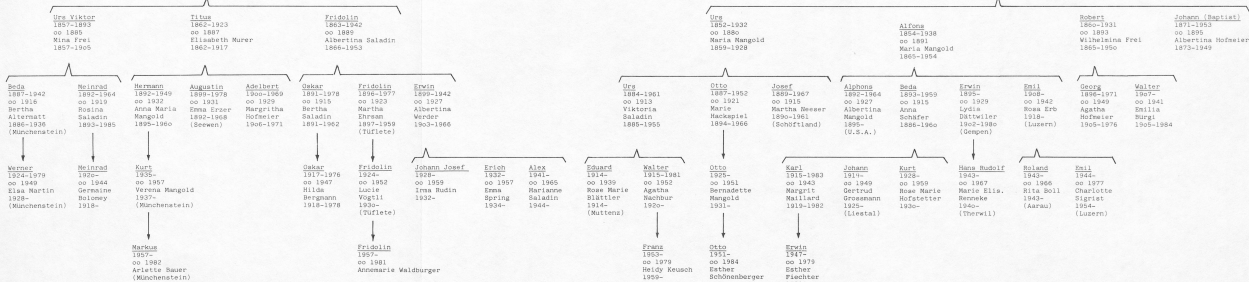 Urs Viktor
1857-1893
oo 1885
Mina Frei
1857-1905
Titus
1862-1923
oo 1887
Elisabeth Murer
1862-1917
Fridolin
1863-1942
oo 1889
Albertina Saladin
1866-1953
Urs
1852-1932
oo 1880
Maria Mangold
1859-1928
Alfons
1854-1938
oo 1891
Maria Mangold
1865-1954
Robert
1860-1931
oo 1893
Wilhelmina Frei
1865-1950
Johann (Baptist)
1871-1953
oo 1895
Albertina Hofmeier
1873-1949
Beda
1887-1942
oo 1916
Bertha
Altermatt
1886-1936
(Münchenstein)
Meinrad
1892-1964
oo 1919
Rosina
Saladin
1893-1985
Hermann
1892-1949
oo 1932
Anna Maria
Mangold
1895-1960
Augustin
1899-1978
oo 1931
Emma Erzer
1892-1968
(Seewen)
Adelbert
1900-1969
oo 1929
Margritha
Hofmeier
1906-1971
Oskar
1891-1978
oo 1915
Bertha
Saladin
1891-1962
Fridolin
1896-1977
oo 1923
Martha
Ehrsam
1897-1958
(Tüflete)
Erwin
1899-1942
oo 1927
Albertina
Werder
1903-1966
Urs
1884-1961
oo 1913
Viktoria
Saladin
1885-1955
Otto
1887-1952
oo 1921
Marie
Hackspiel
1894-1966
Josef
1889-1967
oo 1915
Martha Neeser
1890-1961
(Schöftland)
Alphons
1892-1964
oo 1927
Albertina
Mangold
1895-
(U.S.A.)
Beda
1893-1959
oo 1915
Anna
Schäfer
1886-1960
Erwin
1895-
oo 1929
Lydia
Dättwiler
1902-1980
(Gempen)
Emil
1908-
oo 1942
Rosa Erb
1918-
(Luzern)
Georg
1898-1971
oo 1949
Agatha
Hofmeier
1905-1976
Walter
1907-
oo 1941
Emilia
Bürgi
1905-1984
Werner
1924-1979
oo 1949
Elsa Martin
1928-
(Münchenstein)
Meinrad
1920-
oo 1944
Germaine
Bolomey
1918-
Kurt
1935-
oo 1957
Verena Mangold
1937-
(Münchenstein)
Oskar
1917-1976
oo 1947
Hilda
Bergmann
1918-1978
Fridolin
1924-
oo 1952
Lucie
Vögtli
1930-
(Tüflete)
Johann Josef
1928-
oo 1959
Irma Rudin
1932-
Erich
1932-
oo 1957
Emma
Spring
1934-
Alex
1941-
oo 1965
Marianne
Saladin
1944-
Eduard
1914-
oo 1939
Rose Marie
Blättler
1914-
(Muttenz)
Walter
1915-1981
oo 1952
Agatha
Nachbur
1920-
Otto
1925-
oo 1951
Bernadette
Mangold
1931-
Karl
1915-1983
oo 1943
Margrit
Maillard
1919-1982
Johann
1914-
oo 1949
Gertrud
Grossmann
1925-
(Liestal)
Kurt
1928-
oo 1959
Rose Marie
Hofstetter
1930-
Hans Rudolf
1943-
oo 1967
Marie Elis.
Renneke
1940-
(Therwil)
Roland
1943-
oo 1966
Rita Boll
1943-
(Aarau)
Emil
1944-
oo 1977
Charlotte
Sigrist
1954-
(Luzern)
Markus
1957-
oo 1982
Arlette Bauer
(Münchenstein)
Fridolin
1957-
oo 1981
Annemarie Waldburger
Franz
1953-
oo 1979
Heidy Keusch
1959-
Otto
1951-
oo 1984
Esther
Schönenberger
Erwin
1947-
oo 1979
Esther
Fiechter